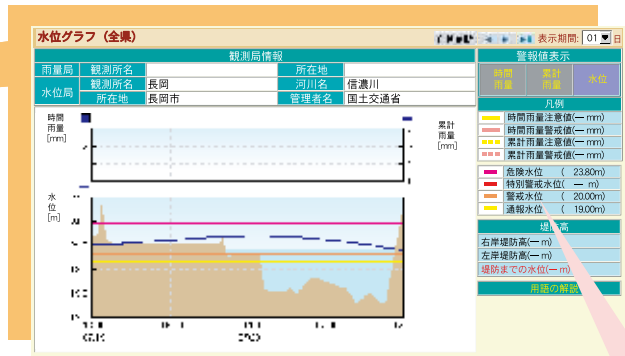 水位グラフ（全県）
表示期間: 01 日
観測局情報
雨量局 観測所名 所在地
水位局 観測所名 長岡 河川名 信濃川
所在地 長岡市 管理者名 国土交通省
警報値表示
時間雨量 累計雨量 水位
凡例
時間雨量注意値(― mm)
時間雨量警戒値(― mm)
累計雨量注意値(― mm)
累計雨量警戒値(― mm)
危険水位 ( 23.80m)
特別警戒水位( ― m)
警戒水位 ( 20.00m)
通報水位 ( 19.00m)
右岸堤防高(― m)
左岸堤防高(― m)
堤防までの水位(― m)
用語の解説
時間
雨量
[mm]
累計
雨量
[mm]
水
位
[m]